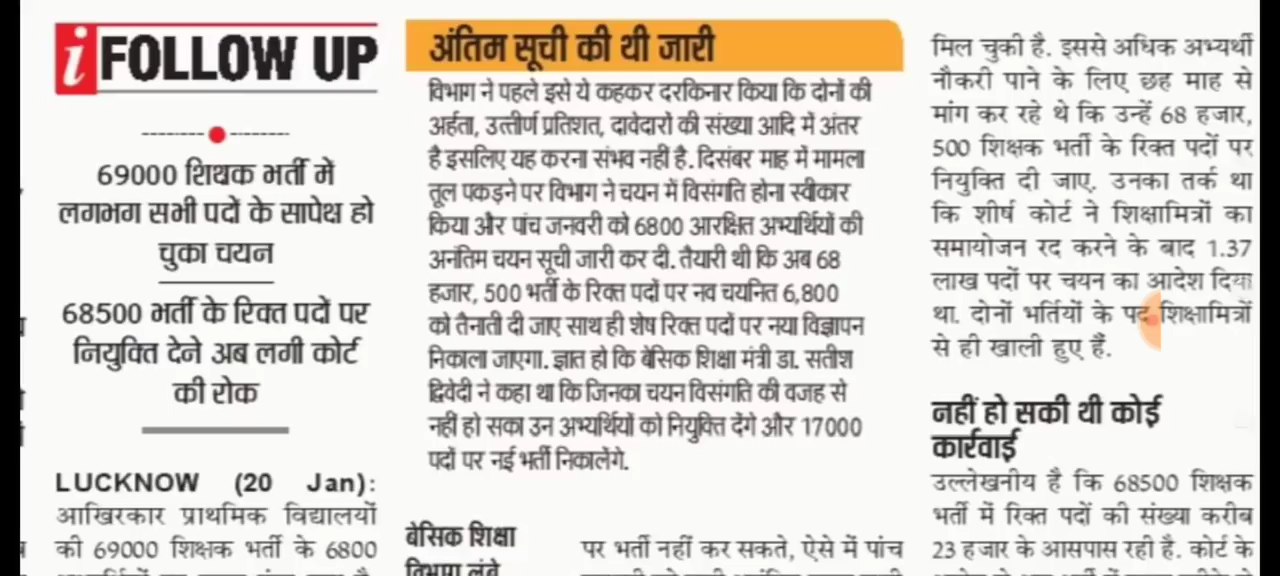 i FOLLOW UP
69000 शिक्षक भर्ती में
लगभग सभी पदों के सापेक्ष हो
चुका चयन
68500 भर्ती के रिक्त पदों पर
नियुक्ति देने अब लगी कोर्ट
की रोक
LUCKNOW (20 Jan):
आखिरकार प्राथमिक विद्यालयों
की 69000 शिक्षक भर्ती के 6800
अंतिम सूची की थी जारी
विभाग ने पहले इसे ये कहकर दरकिनार किया कि दोनों की
अर्हता, उत्तीर्ण प्रतिशत, दावेदारों की संख्या आदि में अंतर
है इसलिए यह करना संभव नहीं है. दिसंबर माह में मामला
तूल पकड़ने पर विभाग ने चयन में विसंगति होना स्वीकार
किया और पांच जनवरी को 6800 आरक्षित अभ्यर्थियों की
अनंतिम चयन सूची जारी कर दी. तैयारी थी कि अब 68
हजार, 500 भर्ती के रिक्त पदों पर नव चयनित 6,800
को तैनाती दी जाए साथ ही शेष रिक्त पदों पर नया विज्ञापन
निकाला जाएगा. ज्ञात हो कि बेसिक शिक्षा मंत्री डा. सतीश
द्विवेदी ने कहा था कि जिनका चयन विसंगति की वजह से
नहीं हो सका उन अभ्यर्थियों को नियुक्ति देंगे और 17000
पदों पर नई भर्ती निकालेंगे.
बेसिक शिक्षा
विभाग लंबे
पर भर्ती नहीं कर सकते, ऐसे में पांच
मिल चुकी है. इससे अधिक अभ्यर्थी
नौकरी पाने के लिए छह माह से
मांग कर रहे थे कि उन्हें 68 हजार,
500 शिक्षक भर्ती के रिक्त पदों पर
नियुक्ति दी जाए. उनका तर्क था
कि शीर्ष कोर्ट ने शिक्षामित्रों का
समायोजन रद करने के बाद 1.37
लाख पदों पर चयन का आदेश दिया
था. दोनों भर्तियों के पद शिक्षामित्रों
से ही खाली हुए हैं.
नहीं हो सकी थी कोई
कार्रवाई
उल्लेखनीय है कि 68500 शिक्षक
भर्ती में रिक्त पदों की संख्या करीब
23 हजार के आसपास रही है. कोर्ट के